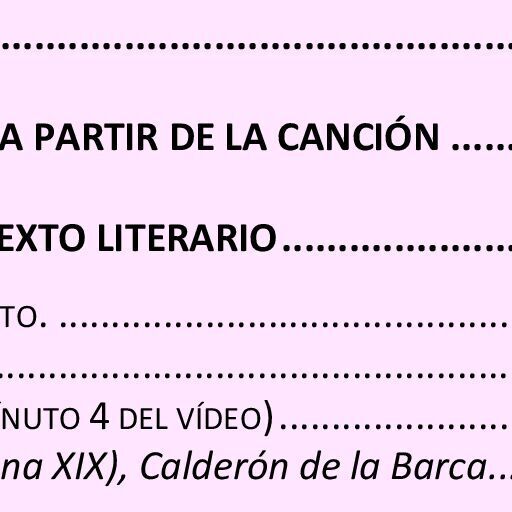 ................................................
A PARTIR DE LA CANCIÓN ......
EXTO LITERARIO......................
TO. ..........................................
................................................
NUTO 4 DEL VÍDEO)......................
na XIX), Calderón de la Barca...